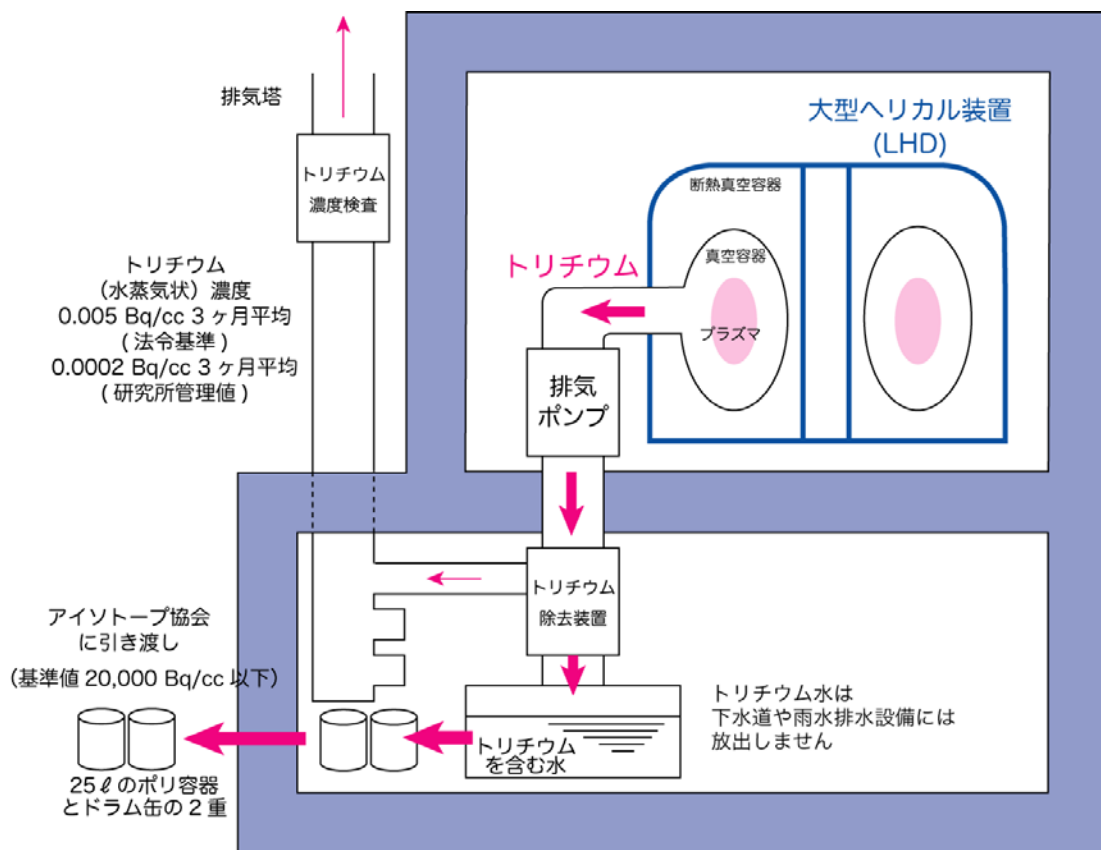 排気塔
トリチウム
濃度検査
トリチウム
（水蒸気状）濃度
0.005 Bq/cc 3 ヶ月平均
( 法令基準 )
0.0002 Bq/cc 3 ヶ月平均
( 研究所管理値 )
大型ヘリカル装置
(LHD)
断熱真空容器
真空容器
プラズマ
トリチウム
排気
ポンプ
トリチウム
除去装置
アイソトープ協会
に引き渡し
（基準値 20,000 Bq/cc 以下）
25ℓのポリ容器
とドラム缶の 2 重
トリチウム
を含む水
トリチウム水は
下水道や雨水排水設備には
放出しません